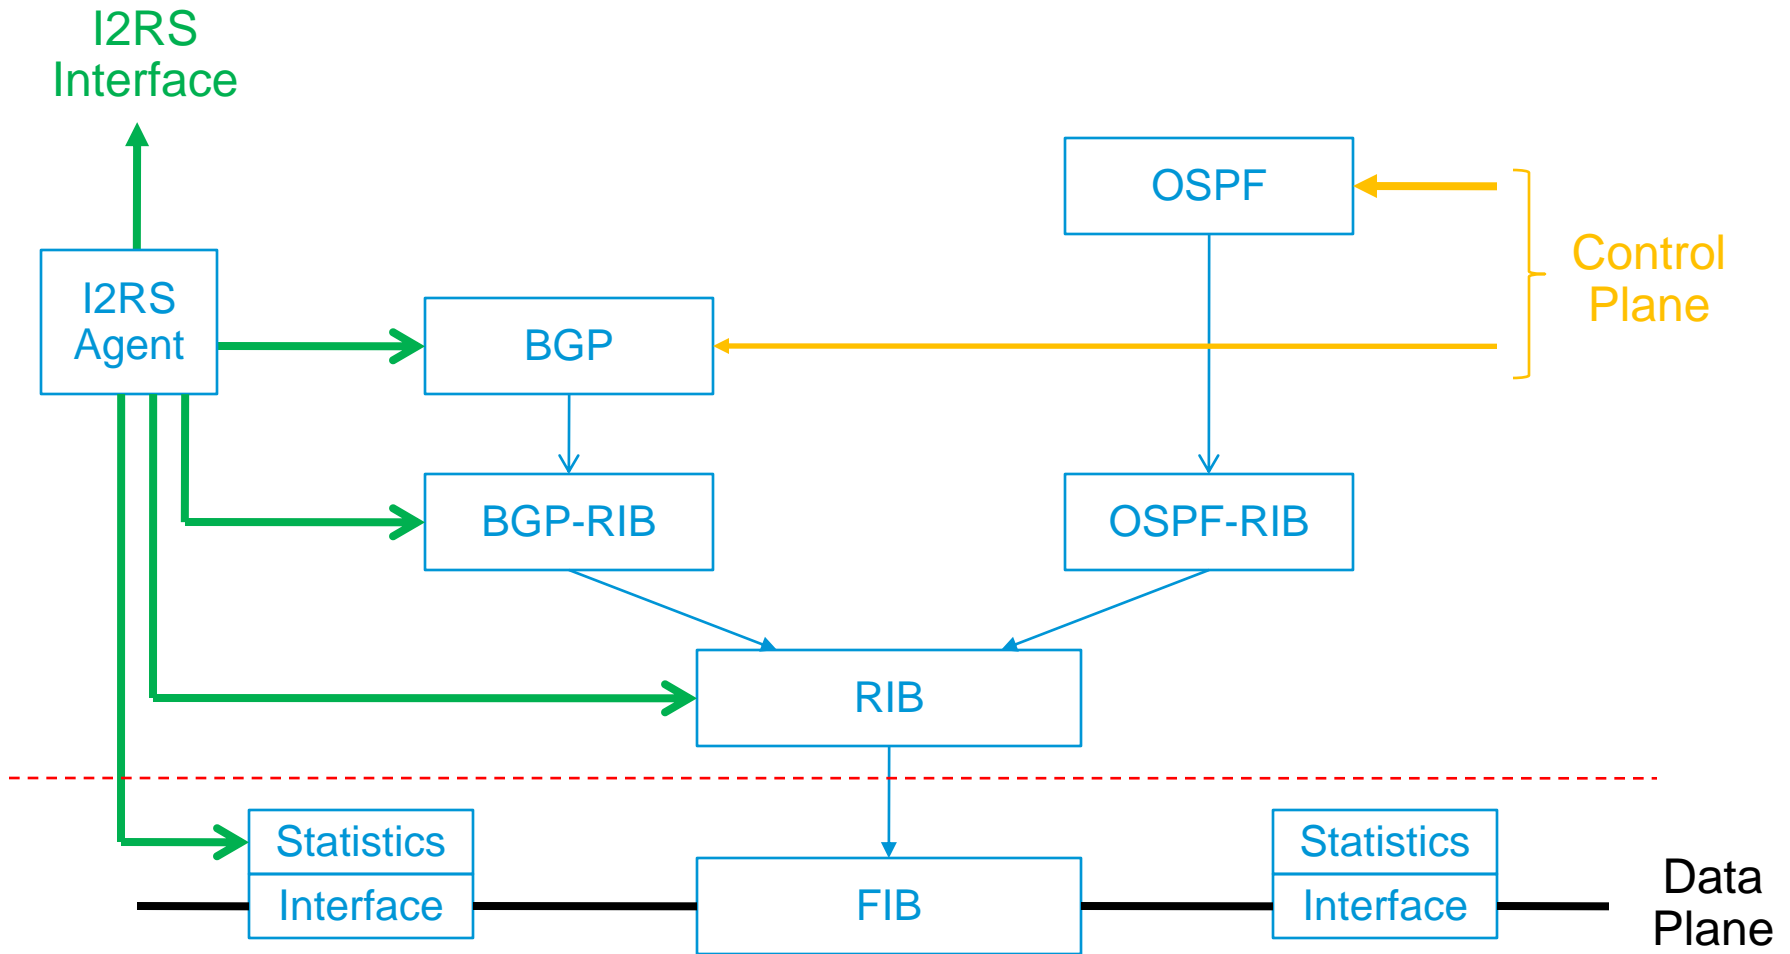 I2RS
Interface
OSPF
Control
Plane
I2RS
Agent
BGP
BGP-RIB
OSPF-RIB
RIB
Statistics
Interface
FIB
Statistics
Interface
Data
Plane